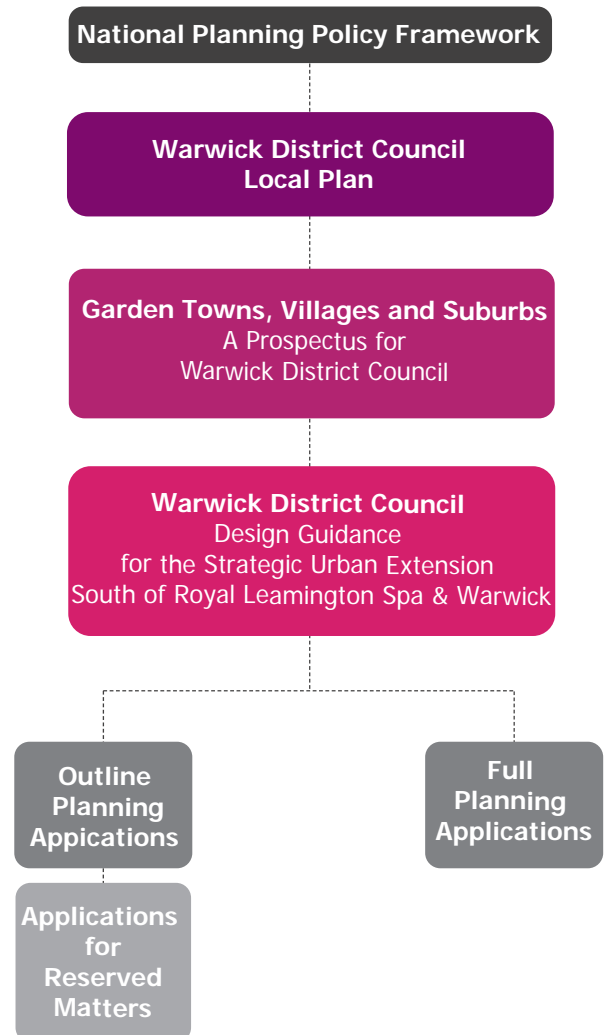 National Planning Policy Framework
Warwick District Council
Local Plan
Garden Towns, Villages and Suburbs
A Prospectus for
Warwick District Council
Warwick District Council
Design Guidance
for the Strategic Urban Extension
South of Royal Leamington Spa & Warwick
Outline
Planning
Appications
Full
Planning
Applications
Applications
for
Reserved
Matters